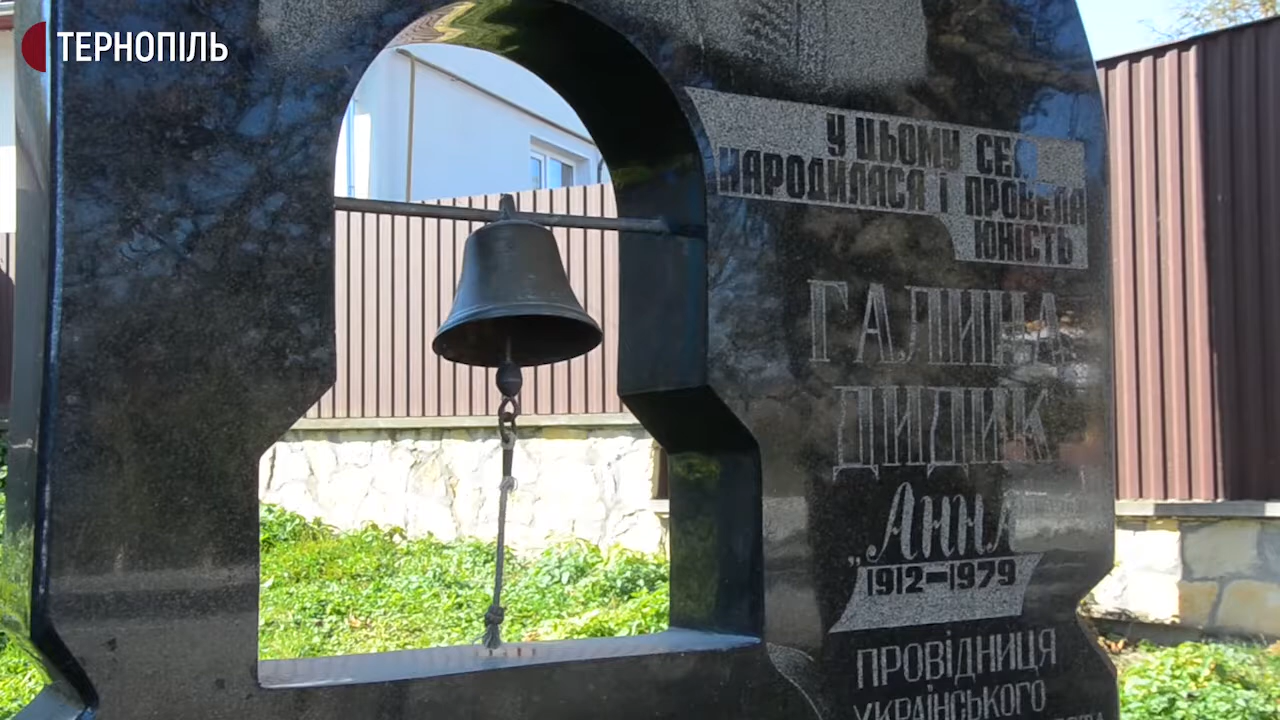 ТЕРНОПІЛЬ
У ЦЬОМУ СЕЛІ
НАРОДИЛАСЯ І ПРОВЕЛА
ЮНІСТЬ
ГАЛИНА
ДИДИК
„АННА
1912–1979
ПРОВІДНИЦЯ
УКРАЇНСЬКОГО